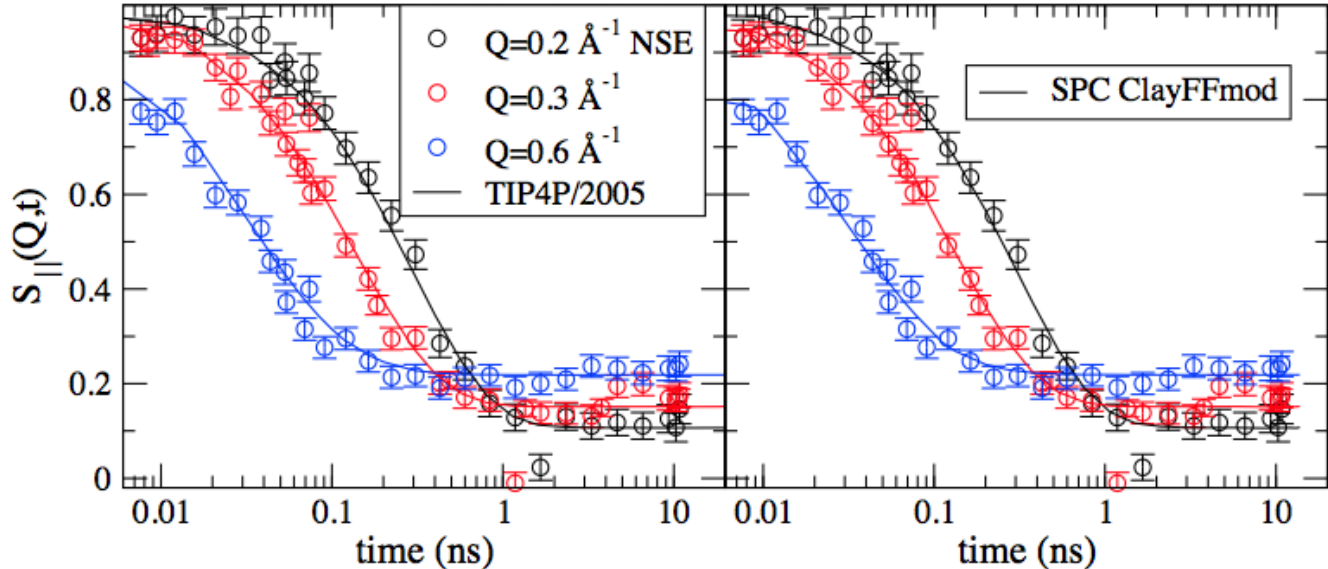 Q=0.2 Å⁻¹ NSE
Q=0.3 Å⁻¹
Q=0.6 Å⁻¹
TIP4P/2005
SPC ClayFFmod
S||(Q,t)
0.8
0.6
0.4
0.2
0
0.01 0.1 1 10 0.01 0.1 1 10
time (ns) time (ns)